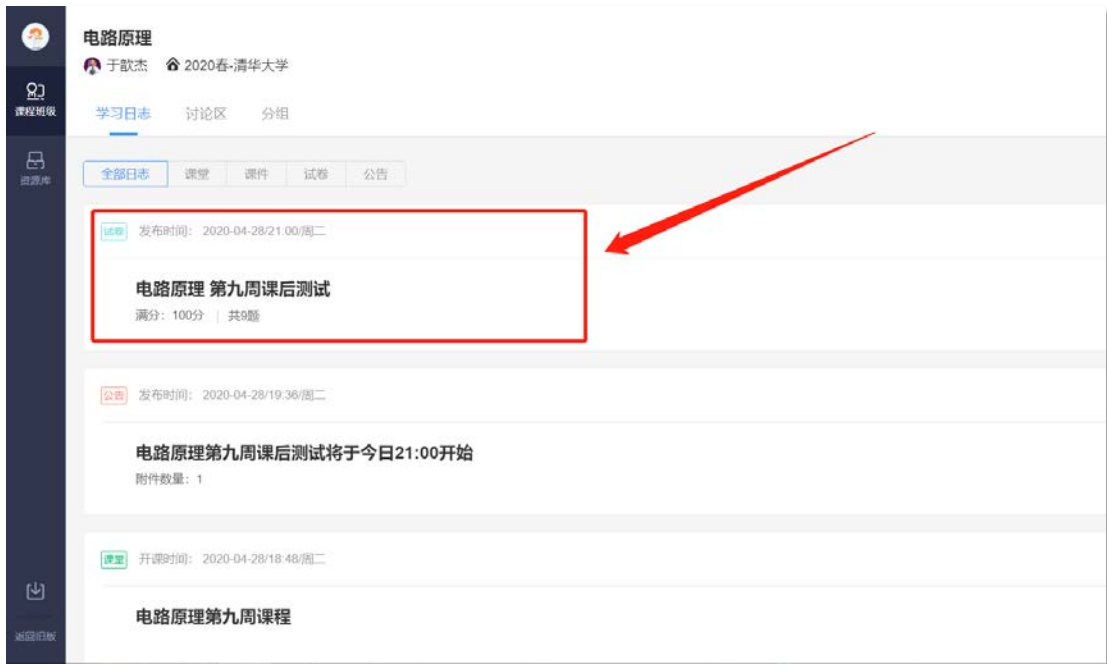 电路原理
于歆杰 2020春-清华大学
课程班级
学习日志 讨论区 分组
资源库
全部日志 课堂 课件 试卷 公告
试卷 发布时间: 2020-04-28/21:00/周二
电路原理 第九周课后测试
满分: 100分 | 共9题
公告 发布时间: 2020-04-28/19:36/周二
电路原理第九周课后测试将于今日21:00开始
附件数量: 1
课堂 开课时间: 2020-04-28/18:48/周二
电路原理第九周课程
返回旧版